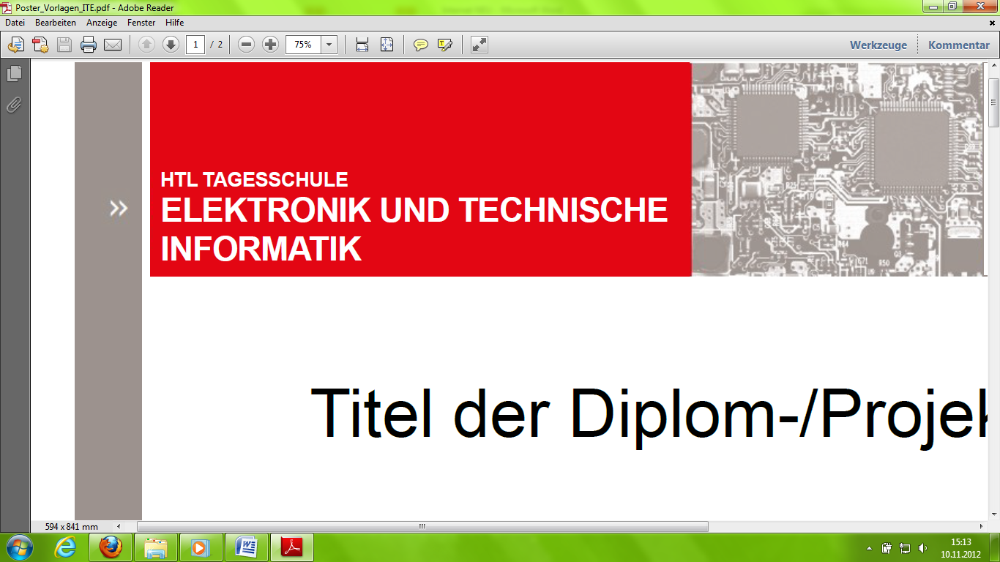 Poster_Vorlagen_ITE.pdf - Adobe Reader
Datei Bearbeiten Anzeige Fenster Hilfe
1 / 2 75% Werkzeuge Kommentar
HTL TAGESSCHULE
ELEKTRONIK UND TECHNISCHE
INFORMATIK
R50
Titel der Diplom-/Projek
594 x 841 mm
15:13
10.11.2012